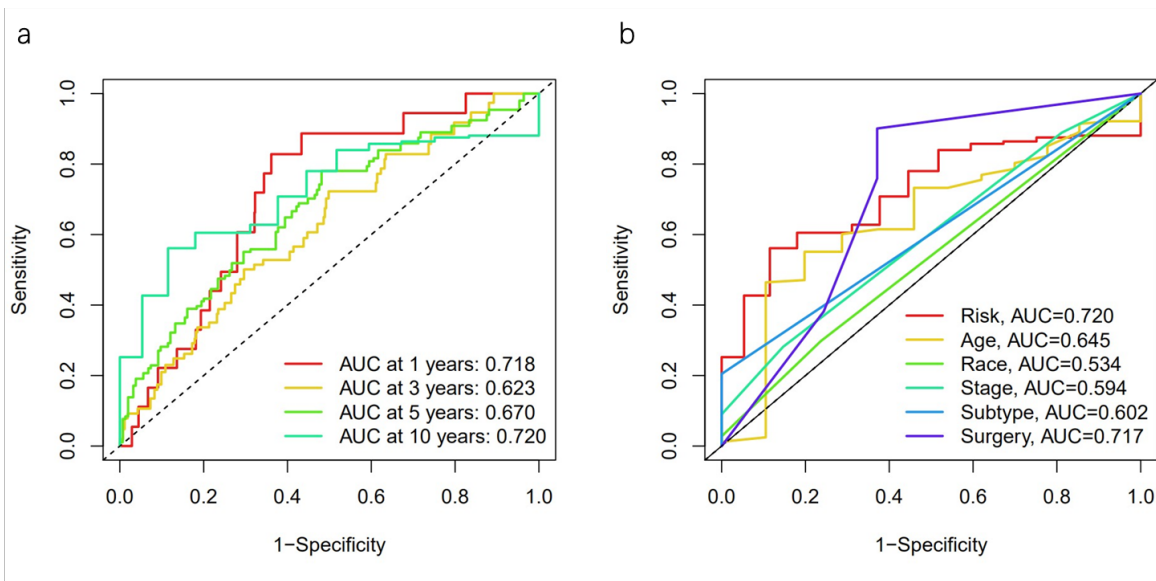 a
b
Sensitivity
1.0
0.8
0.6
0.4
0.2
0.0
AUC at 1 years: 0.718
AUC at 3 years: 0.623
AUC at 5 years: 0.670
AUC at 10 years: 0.720
0.0 0.2 0.4 0.6 0.8 1.0
1−Specificity
Sensitivity
1.0
0.8
0.6
0.4
0.2
0.0
Risk, AUC=0.720
Age, AUC=0.645
Race, AUC=0.534
Stage, AUC=0.594
Subtype, AUC=0.602
Surgery, AUC=0.717
0.0 0.2 0.4 0.6 0.8 1.0
1−Specificity